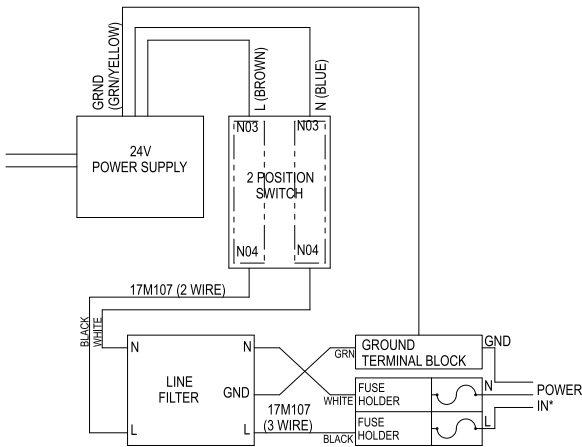 GRND
(GRN/YELLOW)
L (BROWN)
N (BLUE)
24V
POWER SUPPLY
N03
N03
2 POSITION
SWITCH
N04
N04
17M107 (2 WIRE)
BLACK
WHITE
N
N
LINE
FILTER
GND
L
L
17M107
(3 WIRE)
GRN
WHITE
BLACK
GROUND
TERMINAL BLOCK
GND
FUSE
HOLDER
N
FUSE
HOLDER
L
POWER
IN*